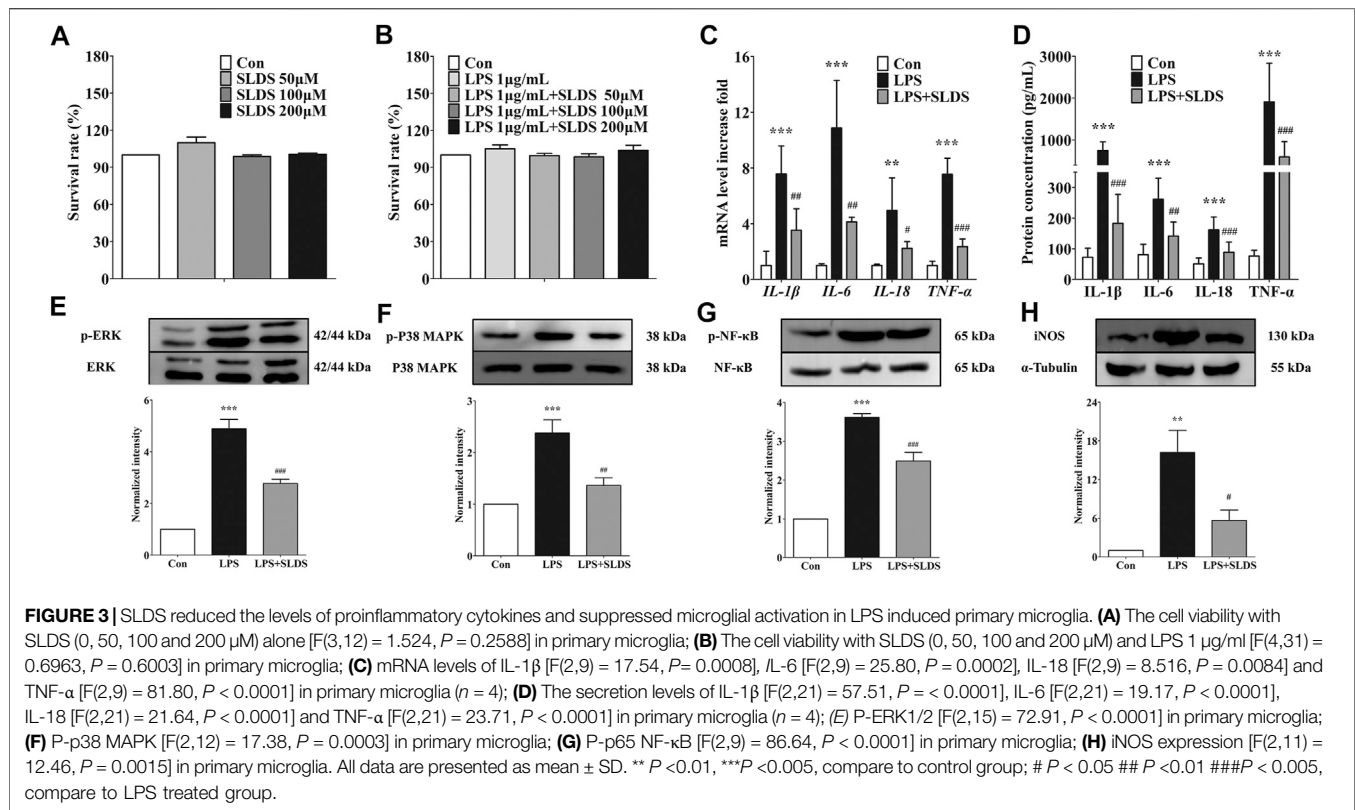 A
Survival rate (%)
180
150
120
90
60
30
0
Con
SLDS 50μM
SLDS 100μM
SLDS 200μM
B
Survival rate (%)
180
150
120
90
60
30
0
Con
LPS 1μg/mL
LPS 1μg/mL+SLDS 50μM
LPS 1μg/mL+SLDS 100μM
LPS 1μg/mL+SLDS 200μM
C
mRNA level increase fold
16
12
8
4
0
Con
LPS
LPS+SLDS
*** ## *** ## ** # *** ###
IL-1β IL-6 IL-18 TNF-α
D
Protein concentration (pg/mL)
3000
2000
1000
300
200
100
0
Con
LPS
LPS+SLDS
*** ### *** ## *** ### *** ###
IL-1β IL-6 IL-18 TNF-α
E
p-ERK 42/44 kDa
ERK 42/44 kDa
Normalized intensity
6
4
2
0
*** ###
Con LPS LPS+SLDS
F
p-P38 MAPK 38 kDa
P38 MAPK 38 kDa
Normalized intensity
3
2
1
0
*** ##
Con LPS LPS+SLDS
G
p-NF-κB 65 kDa
NF-κB 65 kDa
Normalized intensity
4
3
2
1
0
*** ###
Con LPS LPS+SLDS
H
iNOS 130 kDa
α-Tubulin 55 kDa
Normalized intensity
24
18
12
6
0
** #
Con LPS LPS+SLDS
FIGURE 3 | SLDS reduced the levels of proinflammatory cytokines and suppressed microglial activation in LPS induced primary microglia. (A) The cell viability with
SLDS (0, 50, 100 and 200 μM) alone [F(3,12) = 1.524, P = 0.2588] in primary microglia; (B) The cell viability with SLDS (0, 50, 100 and 200 μM) and LPS 1 μg/ml [F(4,31) =
0.6963, P = 0.6003] in primary microglia; (C) mRNA levels of IL-1β [F(2,9) = 17.54, P= 0.0008], IL-6 [F(2,9) = 25.80, P = 0.0002], IL-18 [F(2,9) = 8.516, P = 0.0084] and
TNF-α [F(2,9) = 81.80, P < 0.0001] in primary microglia (n = 4); (D) The secretion levels of IL-1β [F(2,21) = 57.51, P = < 0.0001], IL-6 [F(2,21) = 19.17, P < 0.0001],
IL-18 [F(2,21) = 21.64, P < 0.0001] and TNF-α [F(2,21) = 23.71, P < 0.0001] in primary microglia (n = 4); (E) P-ERK1/2 [F(2,15) = 72.91, P < 0.0001] in primary microglia;
(F) P-p38 MAPK [F(2,12) = 17.38, P = 0.0003] in primary microglia; (G) P-p65 NF-κB [F(2,9) = 86.64, P < 0.0001] in primary microglia; (H) iNOS expression [F(2,11) =
12.46, P = 0.0015] in primary microglia. All data are presented as mean ± SD. ** P <0.01, ***P <0.005, compare to control group; # P < 0.05 ## P <0.01 ###P < 0.005,
compare to LPS treated group.